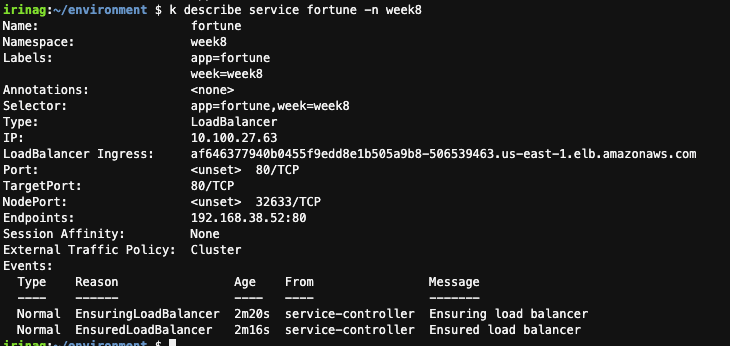 irinag:~/environment $ k describe service fortune -n week8
Name:                     fortune
Namespace:                week8
Labels:                   app=fortune
                          week=week8
Annotations:              <none>
Selector:                 app=fortune,week=week8
Type:                     LoadBalancer
IP:                       10.100.27.63
LoadBalancer Ingress:     af646377940b0455f9edd8e1b505a9b8-506539463.us-east-1.elb.amazonaws.com
Port:                     <unset>  80/TCP
TargetPort:               80/TCP
NodePort:                 <unset>  32633/TCP
Endpoints:                192.168.38.52:80
Session Affinity:         None
External Traffic Policy:  Cluster
Events:
  Type    Reason                Age    From                Message
  ----    ------                ----   ----                -------
  Normal  EnsuringLoadBalancer  2m20s  service-controller  Ensuring load balancer
  Normal  EnsuredLoadBalancer   2m16s  service-controller  Ensured load balancer
irinag:~/environment $